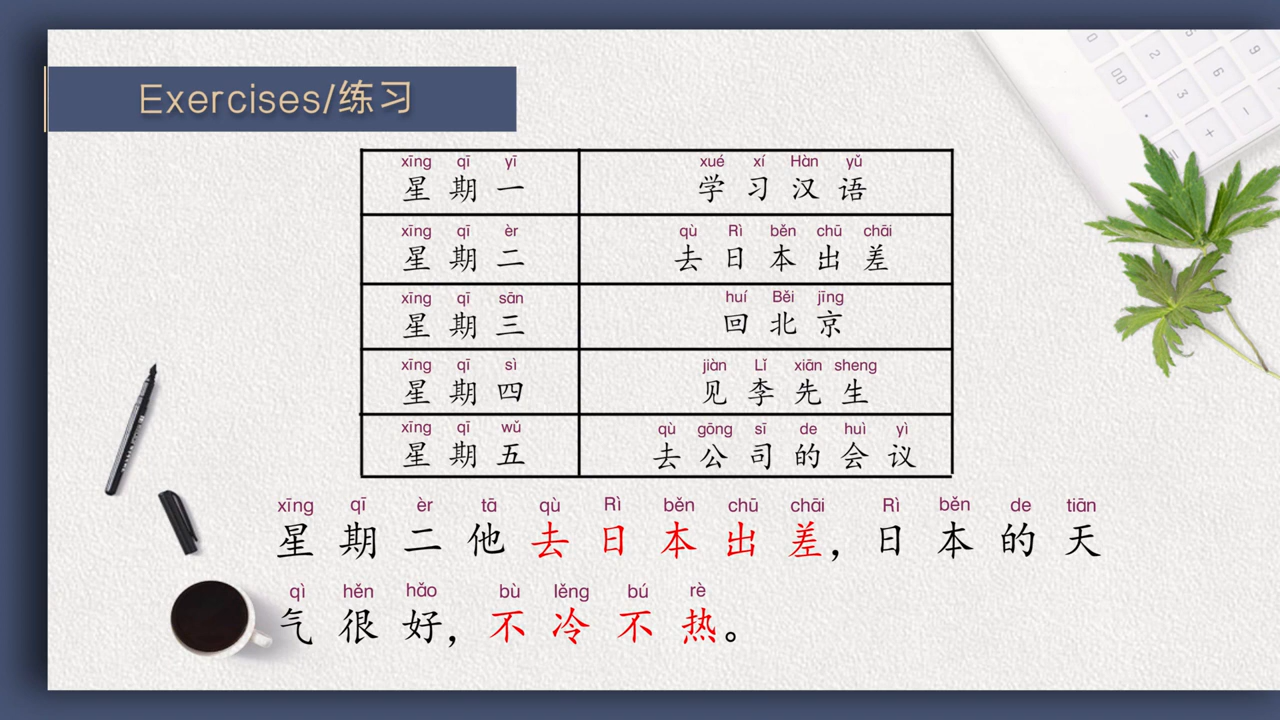 Exercises/练习
xīng qī yī xué xí Hàn yǔ
星期一 学习汉语
xīng qī èr qù Rì běn chū chāi
星期二 去日本出差
xīng qī sān huí Běi jīng
星期三 回北京
xīng qī sì jiàn Lǐ xiān sheng
星期四 见李先生
xīng qī wǔ qù gōng sī de huì yì
星期五 去公司的会议
xīng qī èr tā qù Rì běn chū chāi Rì běn de tiān
星期二他去日本出差,日本的天
qì hěn hǎo bù lěng bú rè
气很好,不冷不热。